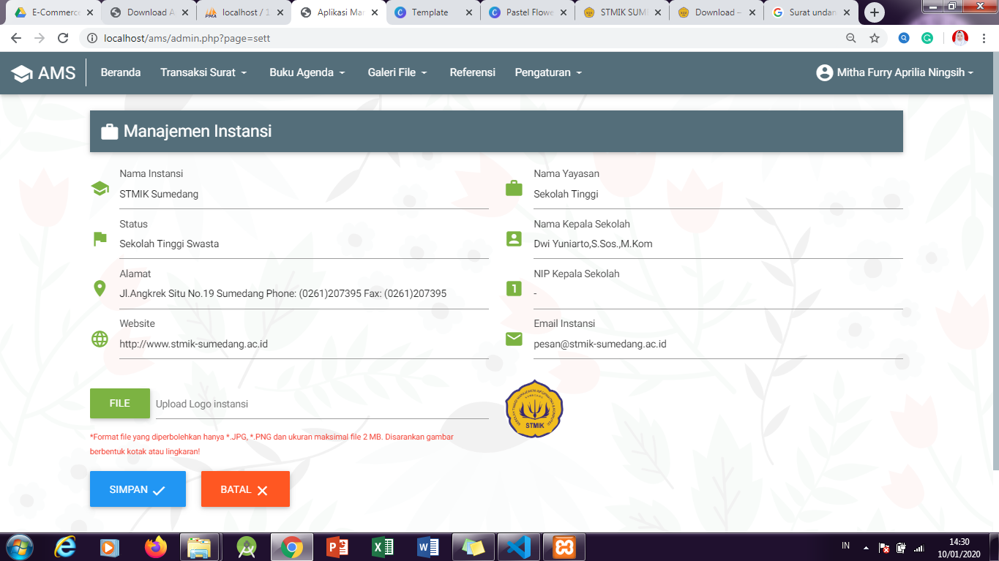 E-Commerce
Download A
localhost / 1
Aplikasi Man
Template
Pastel Flowe
STMIK SUM
Download –
Surat undan
localhost/ams/admin.php?page=sett
AMS Beranda Transaksi Surat Buku Agenda Galeri File Referensi Pengaturan Mitha Furry Aprilia Ningsih
Manajemen Instansi
Nama Instansi
STMIK Sumedang
Nama Yayasan
Sekolah Tinggi
Status
Sekolah Tinggi Swasta
Nama Kepala Sekolah
Dwi Yuniarto,S.Sos.,M.Kom
Alamat
Jl.Angkrek Situ No.19 Sumedang Phone: (0261)207395 Fax: (0261)207395
NIP Kepala Sekolah
-
Website
http://www.stmik-sumedang.ac.id
Email Instansi
pesan@stmik-sumedang.ac.id
FILE Upload Logo instansi
SUMEDANG
STMIK
*Format file yang diperbolehkan hanya *.JPG, *.PNG dan ukuran maksimal file 2 MB. Disarankan gambar
berbentuk kotak atau lingkaran!
SIMPAN BATAL
IN
14:30
10/01/2020